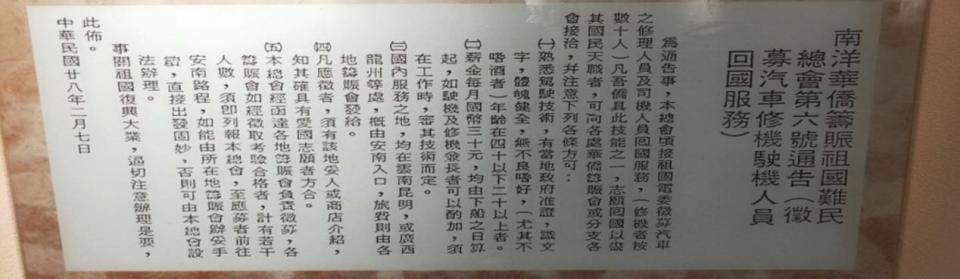 南洋華僑籌賑祖國難民
總會第六號通告(徵
募汽車修機駛機人員
回國服務)
為通告事,本總會頃接祖國電委徵募汽車
之修理人員及司機人員回國服務,(修機者按
數十人)凡吾僑具此技能之一,志願回國以盡
其國民天職者,可向各處華僑籌賑會或分支各
會接洽,并注意下列各條方可:
㈠熟悉駕駛技術,有當地政府准證,識文
字,體魄健全,無不良嗜好,(尤其不
嗜酒者)年齡在四十以下二十以上者。
㈡薪金每月國幣三十元,均由下船之日算
起,如駛機及修機兼長者可以酌加,須
在工作時,審其技術而定。
㈢國內服務之地,均在雲南昆明,或廣西
龍州等處,概由安南入口,旅費則由各
地籌賑會發給。
㈣凡應徵者,須有該地妥人或商店介紹,
知其確具有愛國志願者方合。
㈤本總會經函達各地籌賑會負責徵募,各
籌賑會如經徵取考驗合格者,計有若干
人數,須即列報本總會,至應募者前往
安南路程,如能由所在地籌賑會辦妥手
續,直接出發固妙,否則可由本總會設
法辦理。
事關祖國復興大業,迫切注意辦理是要,
此佈。
中華民國廿八年二月七日